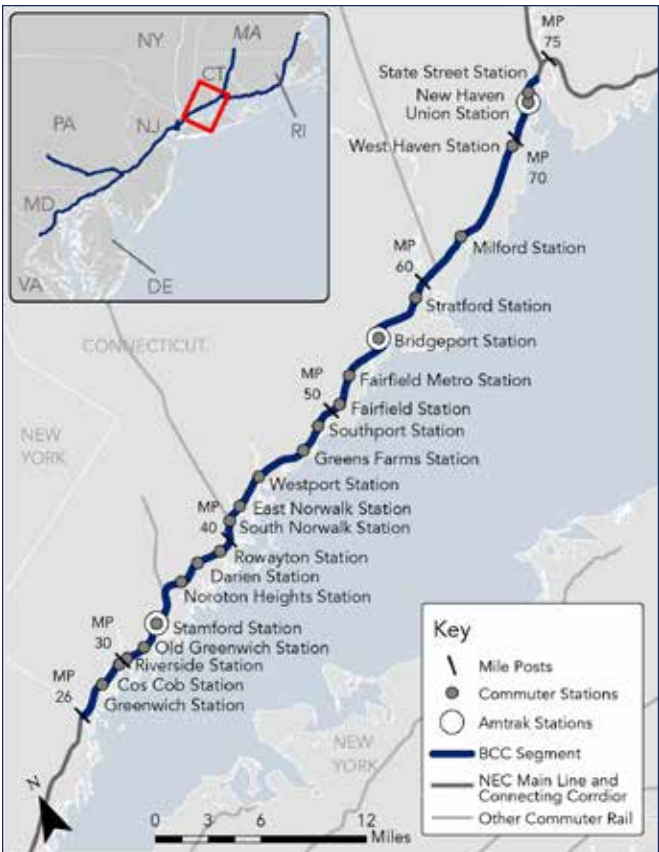 NY
MA
CT
PA
NJ
RI
MD
VA
DE
MP
75
State Street Station
New Haven
Union Station
West Haven Station
MP
70
MP
60
Milford Station
Stratford Station
Bridgeport Station
CONNECTICUT
MP
50
Fairfield Metro Station
Fairfield Station
Southport Station
Greens Farms Station
NEW
YORK
Westport Station
MP
40
East Norwalk Station
South Norwalk Station
Rowayton Station
Darien Station
Noroton Heights Station
MP
30
Stamford Station
Old Greenwich Station
Riverside Station
MP
26
Cos Cob Station
Greenwich Station
NEW
YORK
N
0 3 6 12
Miles
Key
Mile Posts
Commuter Stations
Amtrak Stations
BCC Segment
NEC Main Line and
Connecting Corrdior
Other Commuter Rail